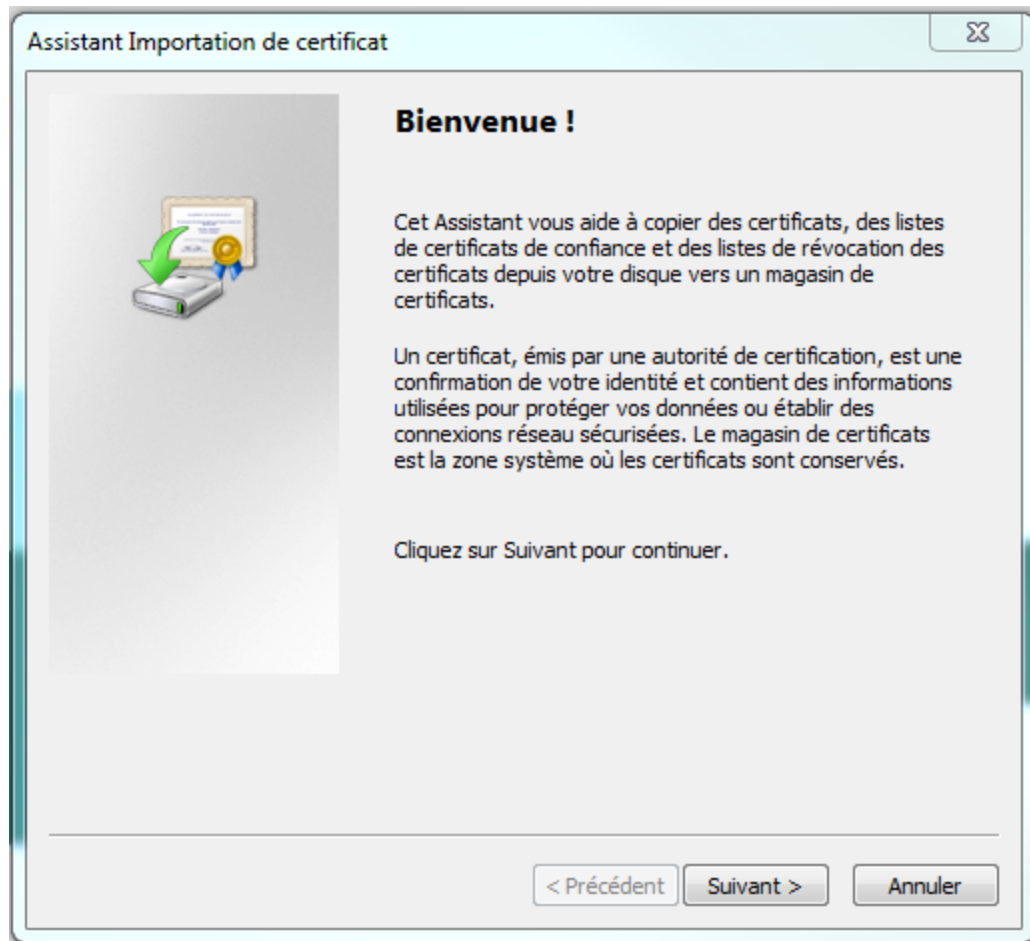 Assistant Importation de certificat
Bienvenue !
Cet Assistant vous aide à copier des certificats, des listes
de certificats de confiance et des listes de révocation des
certificats depuis votre disque vers un magasin de
certificats.
Un certificat, émis par une autorité de certification, est une
confirmation de votre identité et contient des informations
utilisées pour protéger vos données ou établir des
connexions réseau sécurisées. Le magasin de certificats
est la zone système où les certificats sont conservés.
Cliquez sur Suivant pour continuer.
< Précédent Suivant > Annuler